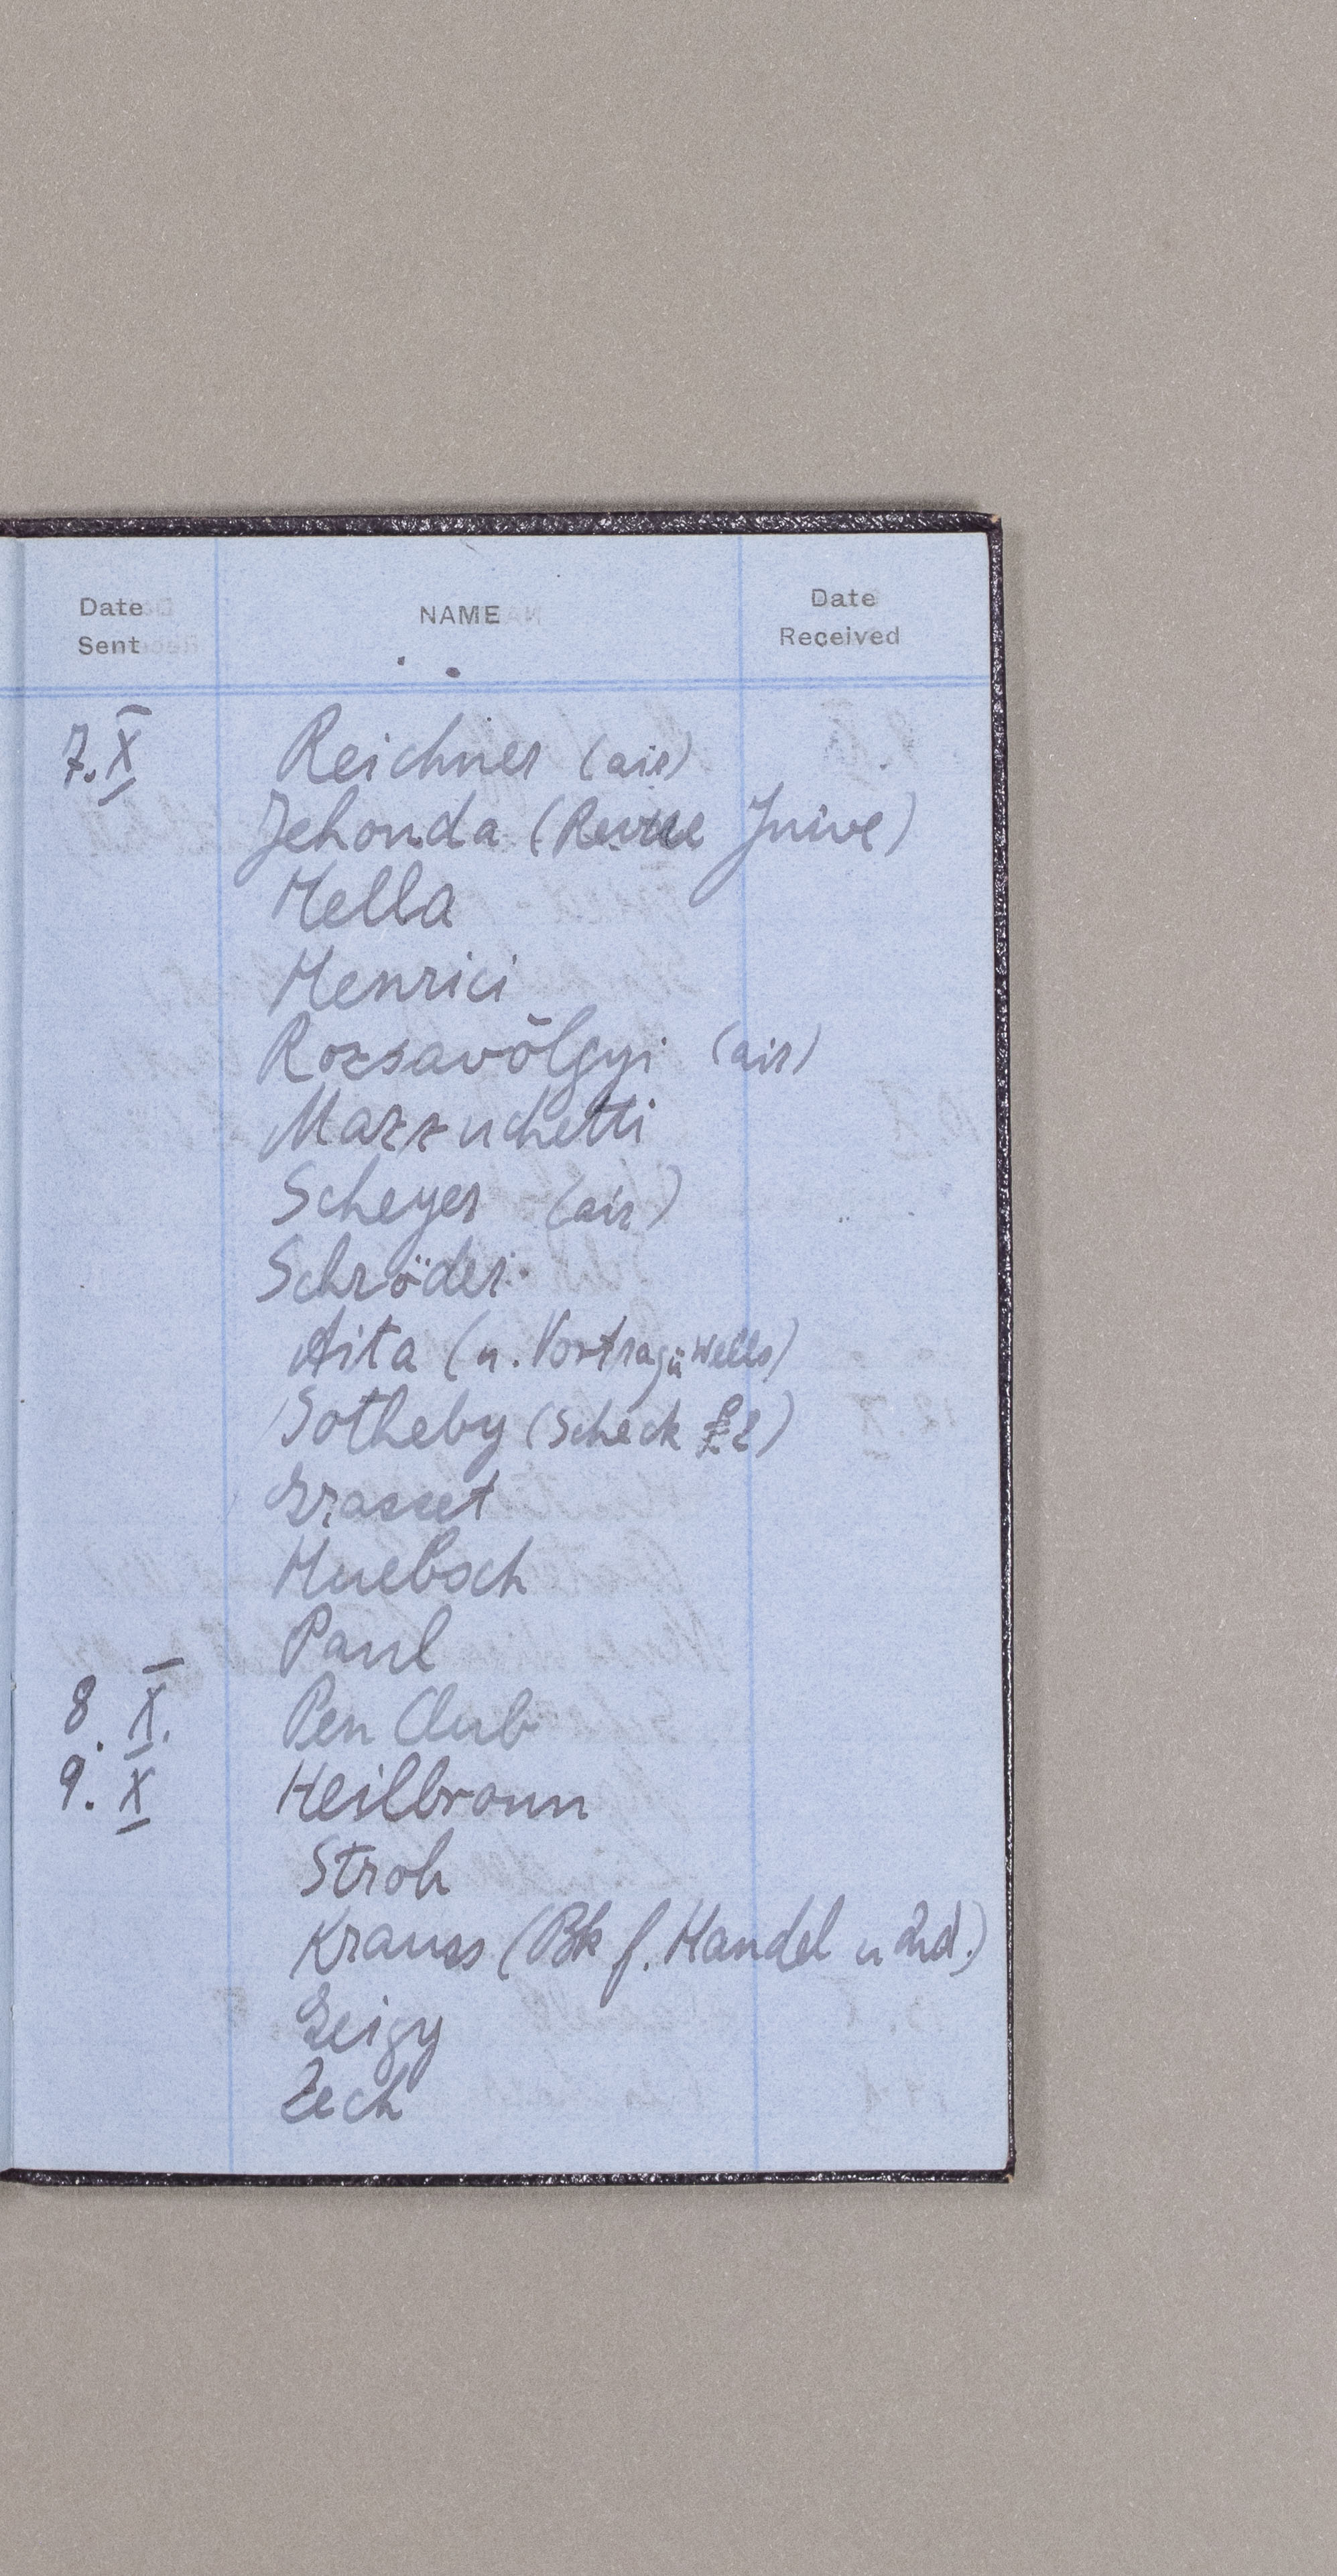 Date Sent NAME Date Received
7. X Reichner (air)
Jehouda (Revue Juive)
Hella
Henrici
Rozsavölgyi (air)
Mazzuchetti
Scheyer (air)
Schröder
Aita (u. Vortrag ü Wells)
Sotheby (Scheck £2)
Grasset
Huebsch
Paul
8. X. Pen Club
9. X Heilbronn
Stroh
Krauss (Bk f. Handel u Ind.)
Geigy
Zech